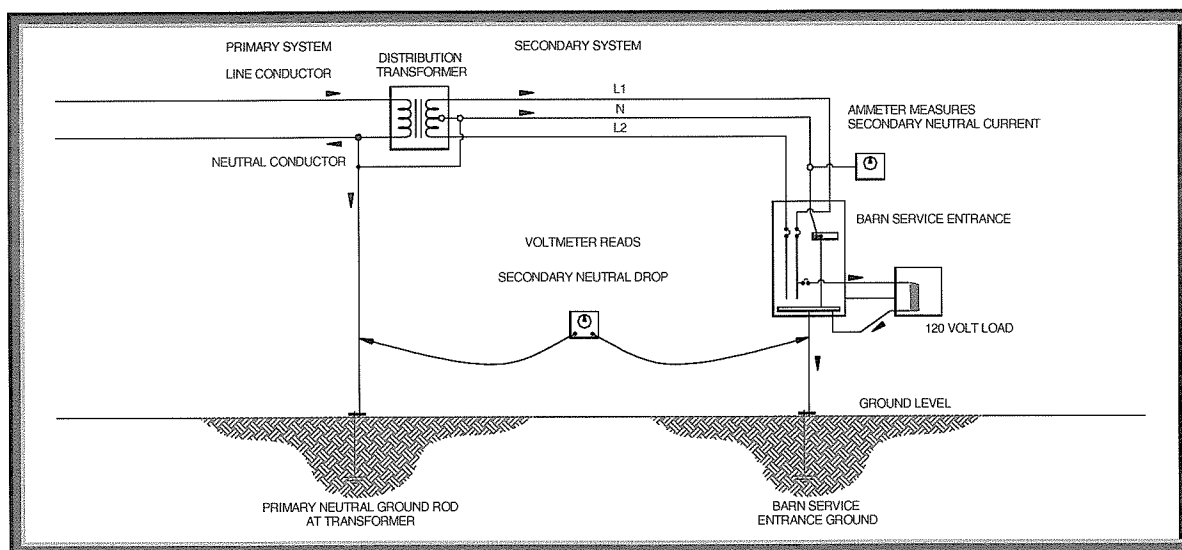 PRIMARY SYSTEM
SECONDARY SYSTEM
DISTRIBUTION
TRANSFORMER
LINE CONDUCTOR
L1
N
L2
AMMETER MEASURES
SECONDARY NEUTRAL CURRENT
NEUTRAL CONDUCTOR
BARN SERVICE ENTRANCE
VOLTMETER READS
SECONDARY NEUTRAL DROP
120 VOLT LOAD
GROUND LEVEL
PRIMARY NEUTRAL GROUND ROD
AT TRANSFORMER
BARN SERVICE
ENTRANCE GROUND